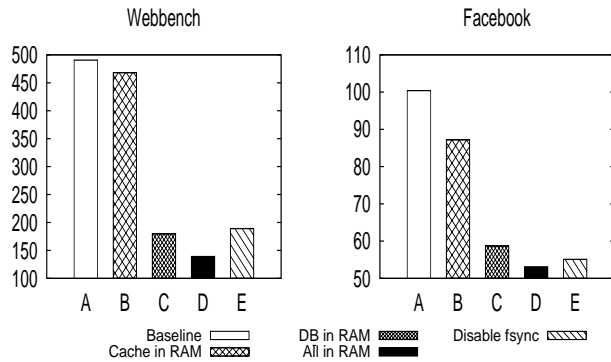 Webbench Facebook
500 110
450
400 100
350 90
300
80
250
70
200
150 60
100 50
A B C D E A B C D E
Baseline DB in RAM Disable fsync
Cache in RAM All in RAM